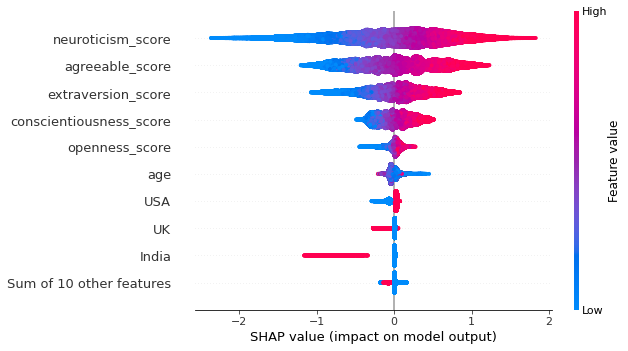 High
neuroticism_score
agreeable_score
extraversion_score
conscientiousness_score
openness_score
age
USA
UK
India
Sum of 10 other features
Feature value
Low
−2 −1 0 1 2
SHAP value (impact on model output)